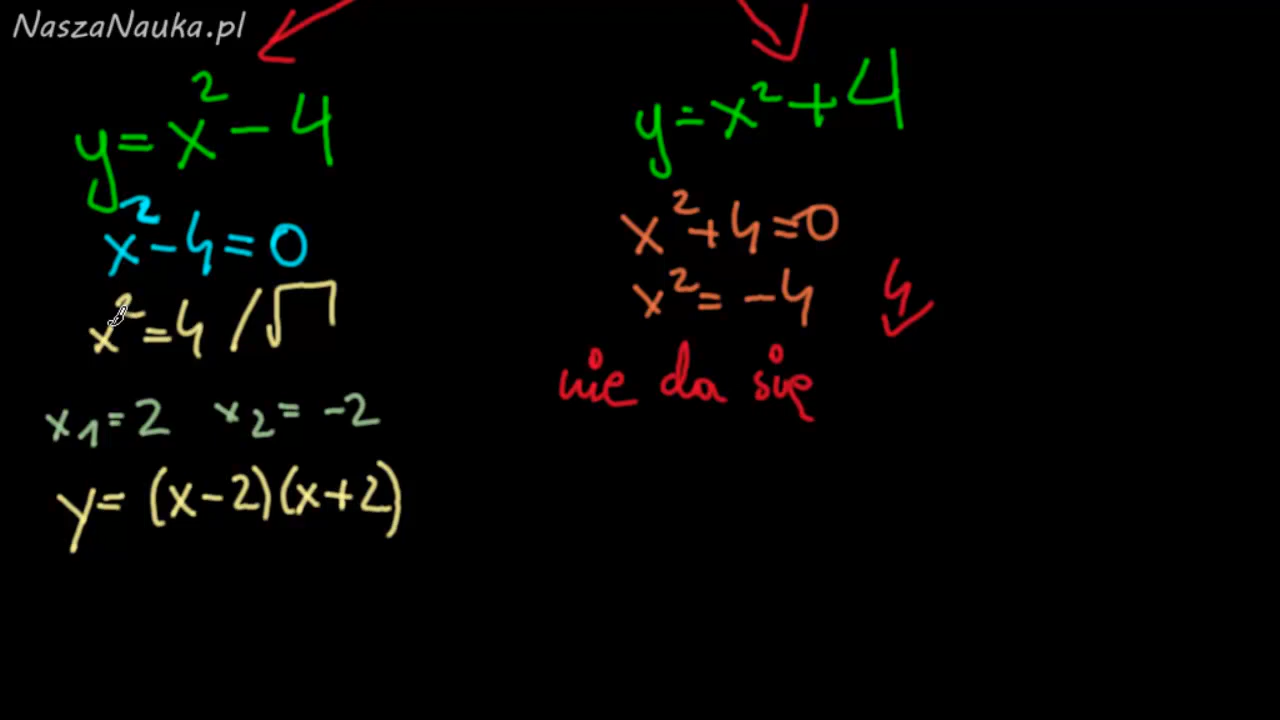 NaszaNauka.pl
y = x² - 4
x² - 4 = 0
x² = 4 / √
x₁ = 2 x₂ = -2
y = (x - 2)(x + 2)
y = x² + 4
x² + 4 = 0
x² = -4
nie da się